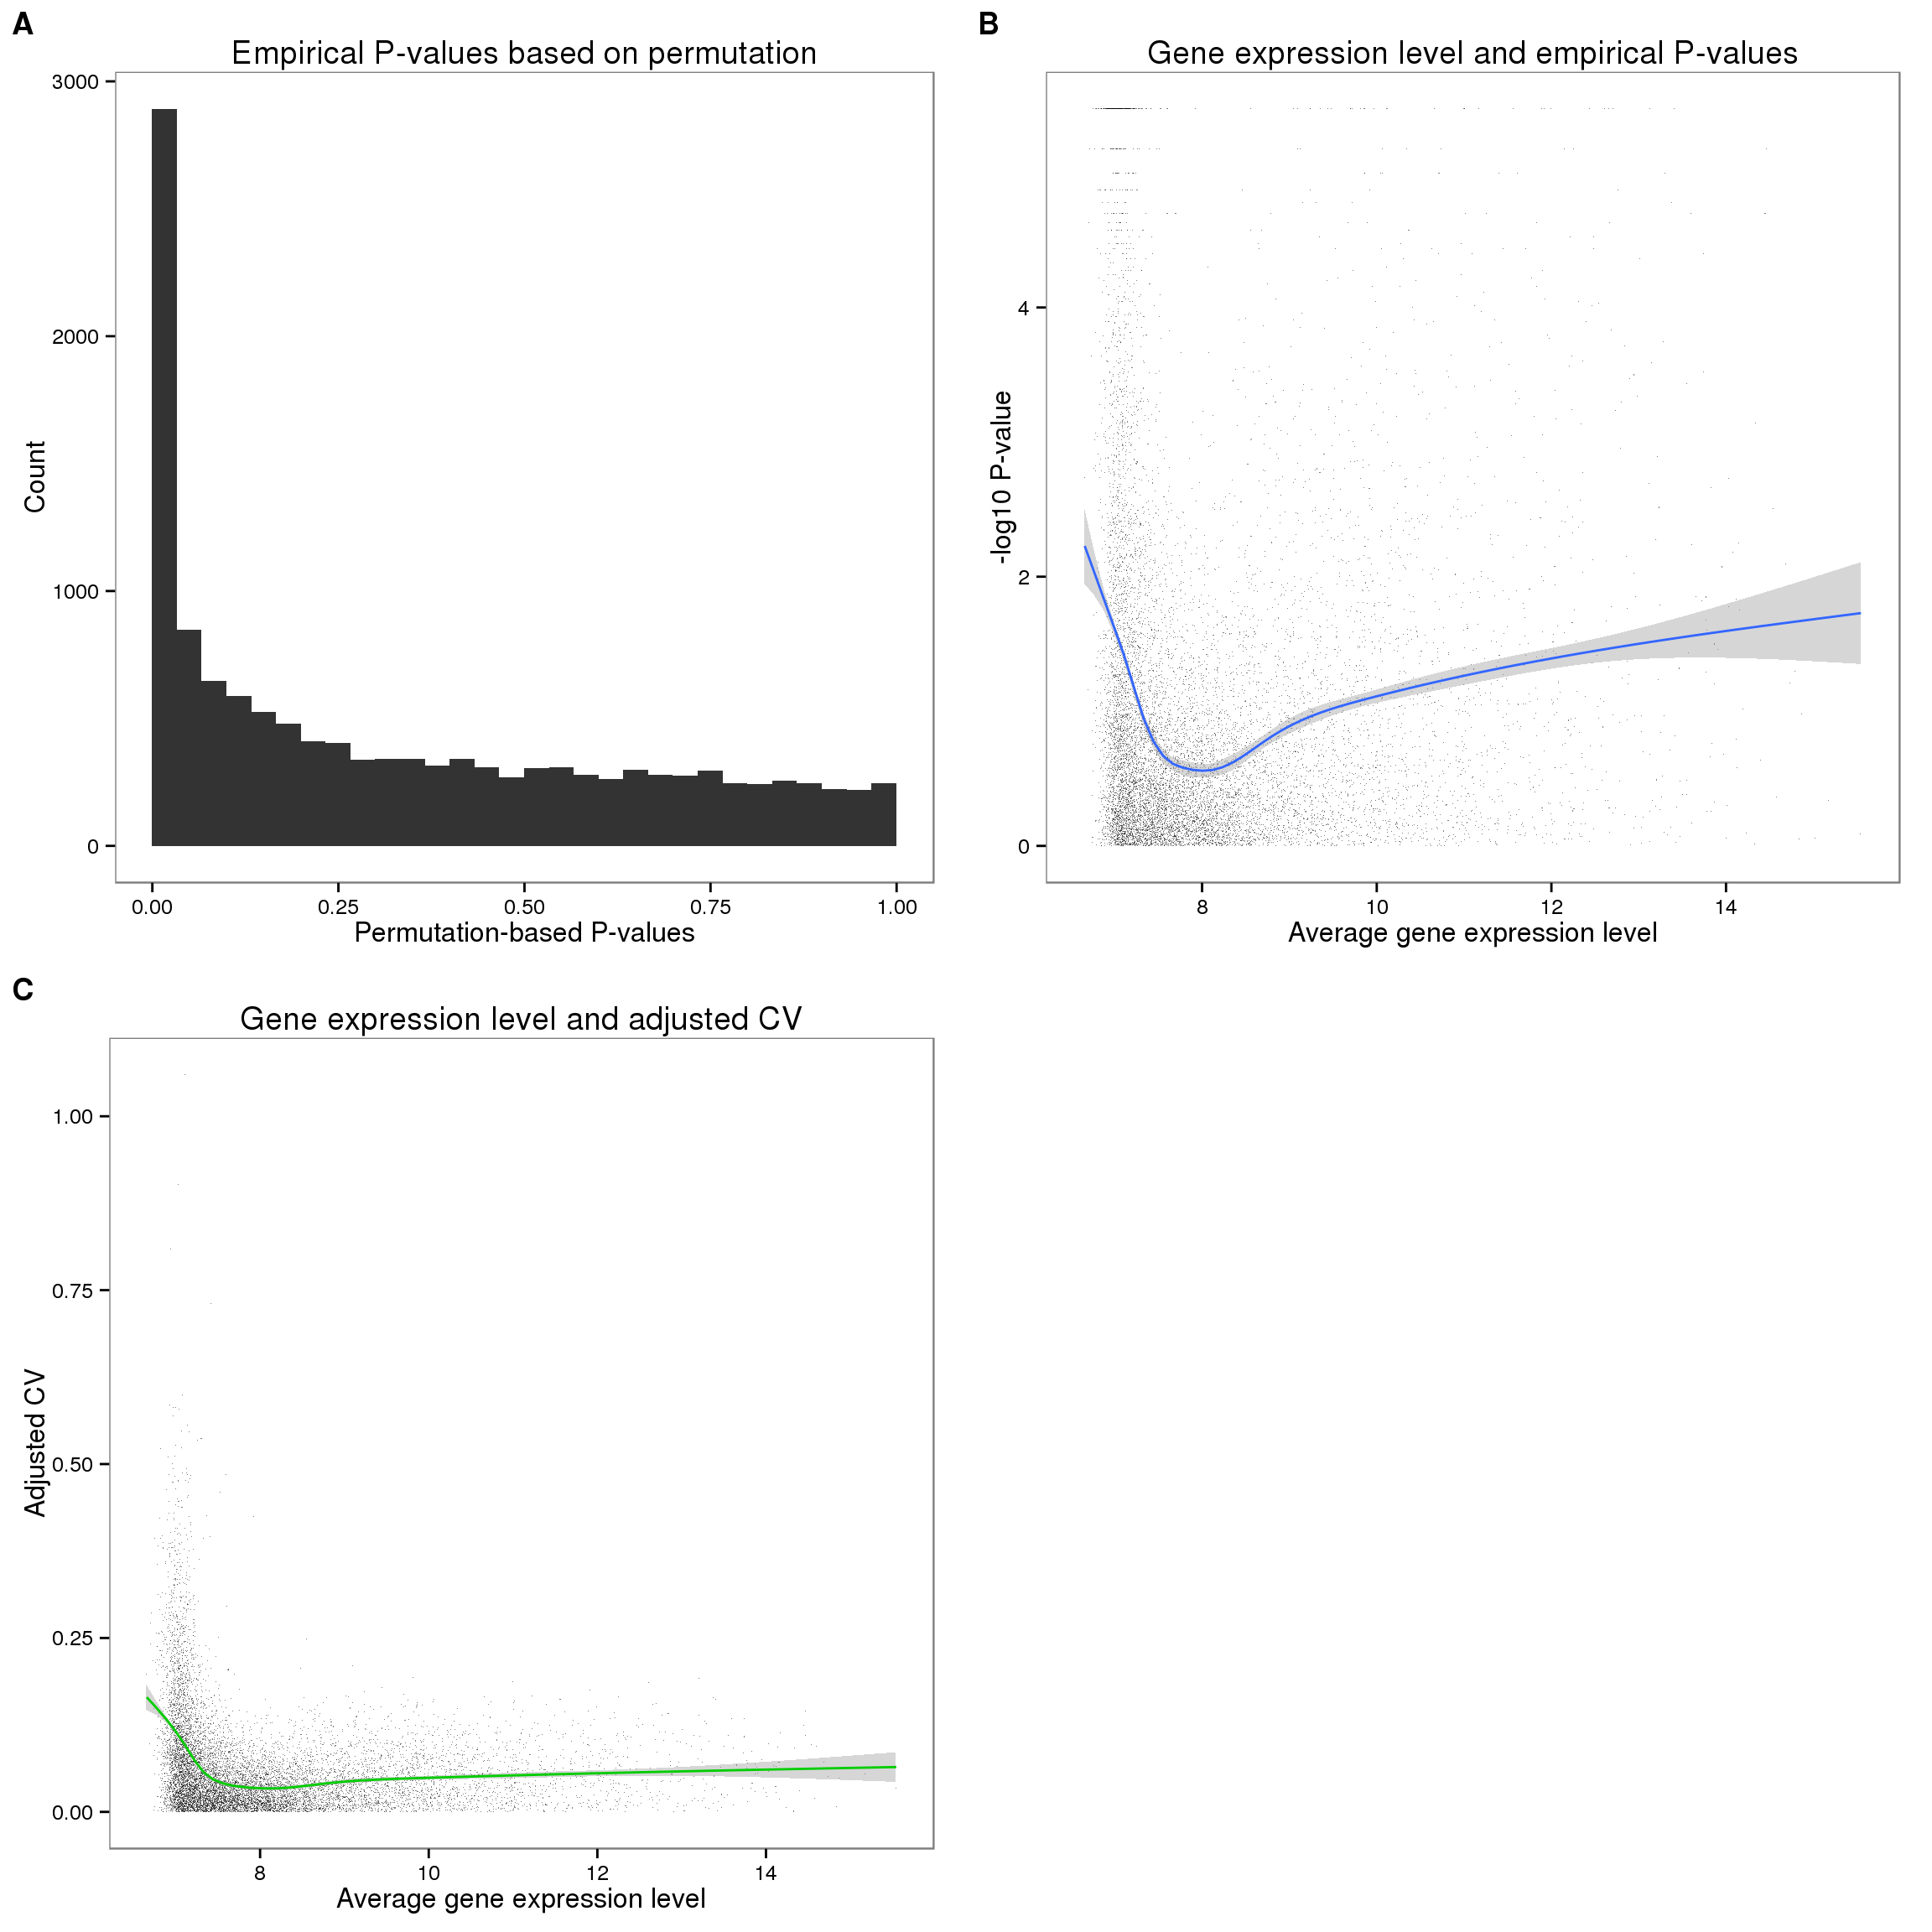 A
Empirical P-values based on permutation
3000
2000
1000
0
Count
0.00 0.25 0.50 0.75 1.00
Permutation-based P-values
B
Gene expression level and empirical P-values
4
2
0
-log10 P-value
8 10 12 14
Average gene expression level
C
Gene expression level and adjusted CV
1.00
0.75
0.50
0.25
0.00
Adjusted CV
8 10 12 14
Average gene expression level